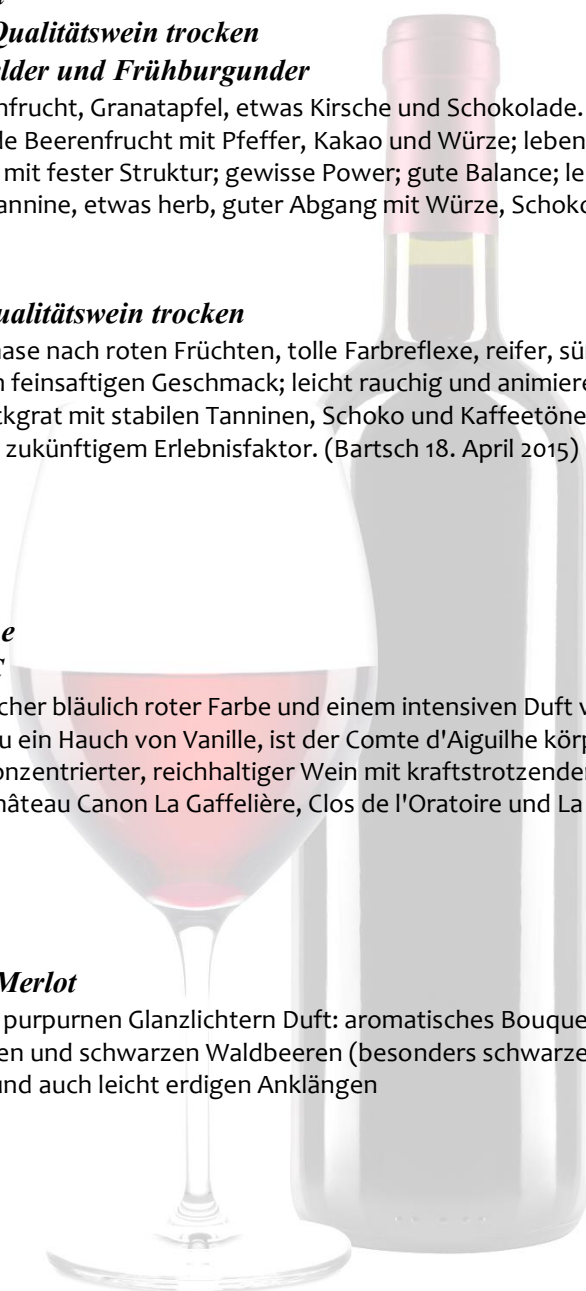 Qualitätswein trocken
lder und Frühburgunder
nfrucht, Granatapfel, etwas Kirsche und Schokolade.
de Beerenfrucht mit Pfeffer, Kakao und Würze; leben
mit fester Struktur; gewisse Power; gute Balance; le
annine, etwas herb, guter Abgang mit Würze, Schoko
ualitätswein trocken
nase nach roten Früchten, tolle Farbreflexe, reifer, sü
n feinsaftigen Geschmack; leicht rauchig und animiere
ckgrat mit stabilen Tanninen, Schoko und Kaffeetöne
zukünftigem Erlebnisfaktor. (Bartsch 18. April 2015)
e
cher bläulich roter Farbe und einem intensiven Duft v
u ein Hauch von Vanille, ist der Comte d'Aiguilhe körp
onzentrierter, reichhaltiger Wein mit kraftstrotzende
hâteau Canon La Gaffelière, Clos de l'Oratoire und La
Merlot
purpurnen Glanzlichtern Duft: aromatisches Bouque
en und schwarzen Waldbeeren (besonders schwarze
und auch leicht erdigen Anklängen